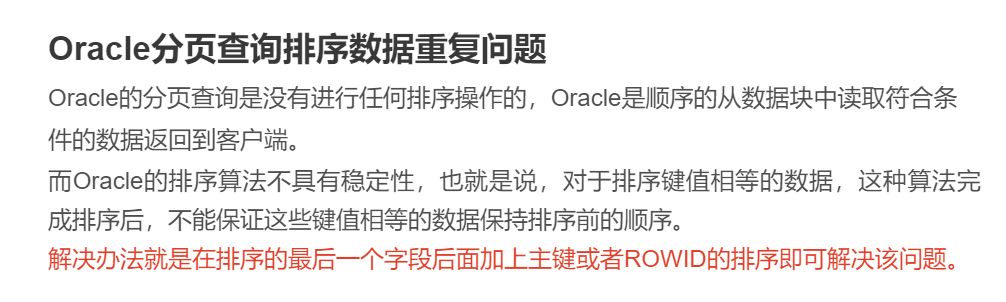 Oracle分页查询排序数据重复问题
Oracle的分页查询是没有进行任何排序操作的，Oracle是顺序的从数据块中读取符合条
件的数据返回到客户端。
而Oracle的排序算法不具有稳定性，也就是说，对于排序键值相等的数据，这种算法完
成排序后，不能保证这些键值相等的数据保持排序前的顺序。
解决办法就是在排序的最后一个字段后面加上主键或者ROWID的排序即可解决该问题。